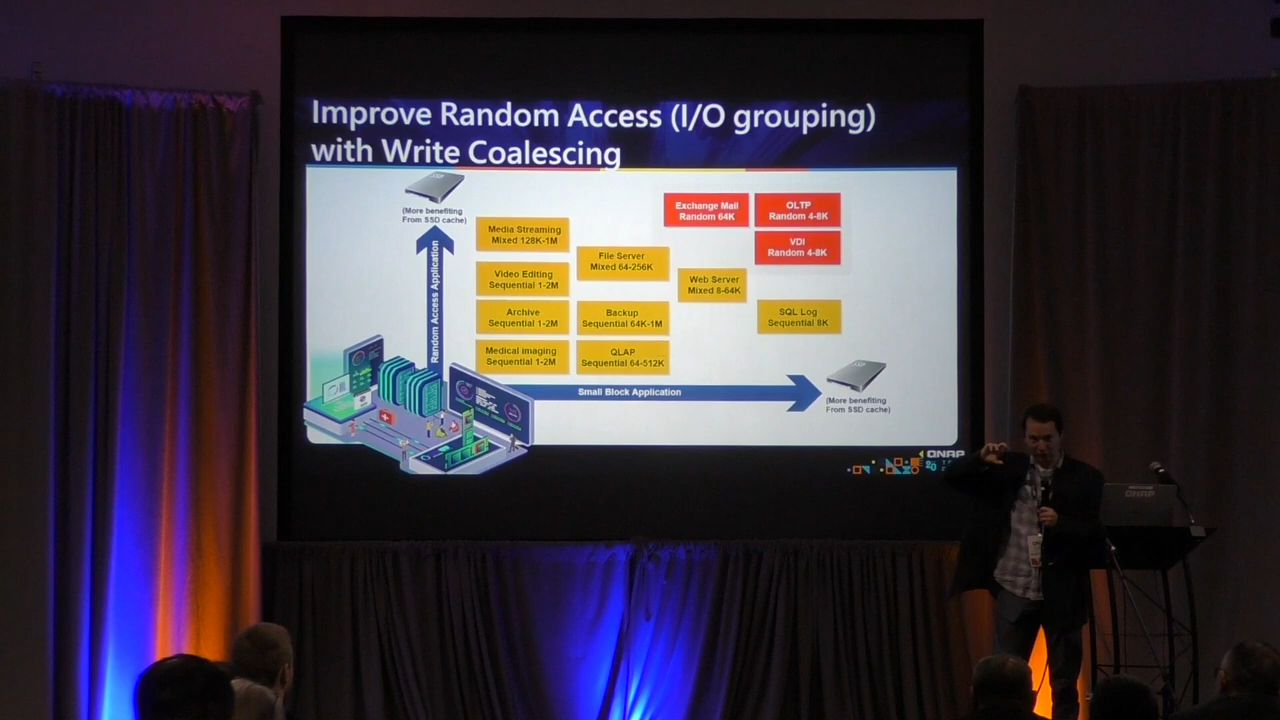 Improve Random Access (I/O grouping)
with Write Coalescing
(More benefiting
From SSD cache)
Random Access Application
Media Streaming
Mixed 128K-1M
Video Editing
Sequential 1-2M
Archive
Sequential 1-2M
Medical imaging
Sequential 1-2M
File Server
Mixed 64-256K
Backup
Sequential 64K-1M
QLAP
Sequential 64-512K
Exchange Mail
Random 64K
Web Server
Mixed 8-64K
OLTP
Random 4-8K
VDI
Random 4-8K
SQL Log
Sequential 8K
Small Block Application
(More benefiting
From SSD cache)
QNAP
20
QNAP